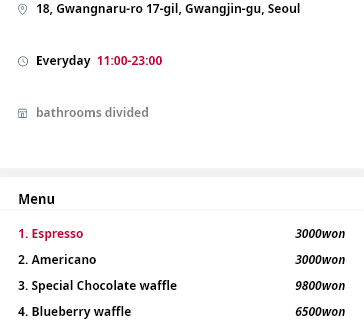 18, Gwangnaru-ro 17-gil, Gwangjin-gu, Seoul
Everyday 11:00-23:00
bathrooms divided
Menu
1. Espresso 3000won
2. Americano 3000won
3. Special Chocolate waffle 9800won
4. Blueberry waffle 6500won